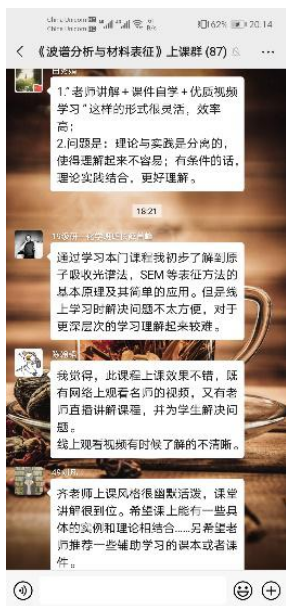 China Unicom
China Unicom
62%
20:14
《波谱分析与材料表征》上课群(87)
1."老师讲解+课件自学+优质视频
学习"这样的形式很灵活,效率
高;
2.问题是:理论与实践是分离的,
使得理解起来不容易;有条件的话,
理论实践结合,更好理解。
18:21
通过学习本门课程我初步了解到原
子吸收光谱法,SEM等表征方法的
基本原理及其简单的应用。但是线
上学习时解决问题不太方便,对于
更深层次的学习理解起来较难。
我觉得,此课程上课效果不错,既
有网络上观看名师的视频,又有老
师直播讲解课程,并为学生解决问
题。
线上观看视频有时候了解的不清晰。
齐老师上课风格很幽默活泼,课堂
讲解很到位。希望课上能有一些具
体的实例和理论相结合……另希望老
师推荐一些辅助学习的课本或者课
件。